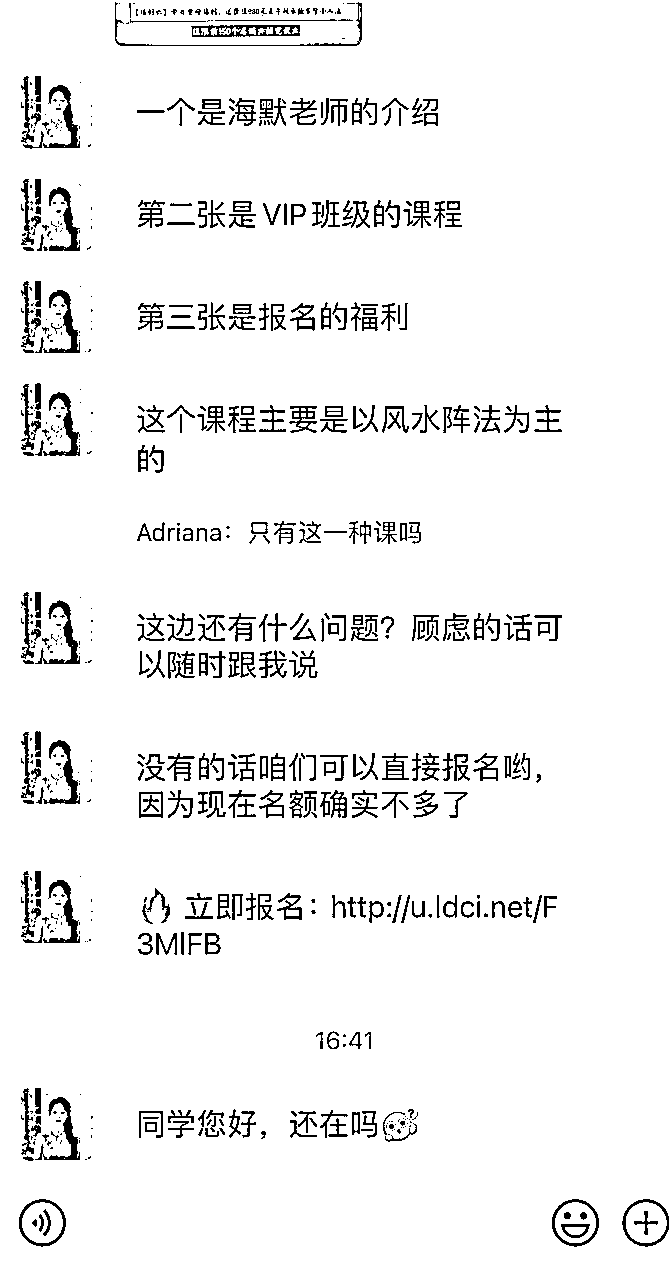 一个是海默老师的介绍
第二张是VIP班级的课程
第三张是报名的福利
这个课程主要是以风水阵法为主
的
Adriana：只有这一种课吗
这边还有什么问题？顾虑的话可
以随时跟我说
没有的话咱们可以直接报名哟，
因为现在名额确实不多了
立即报名：http://u.ldci.net/F
3MlFB
16:41
同学您好，还在吗